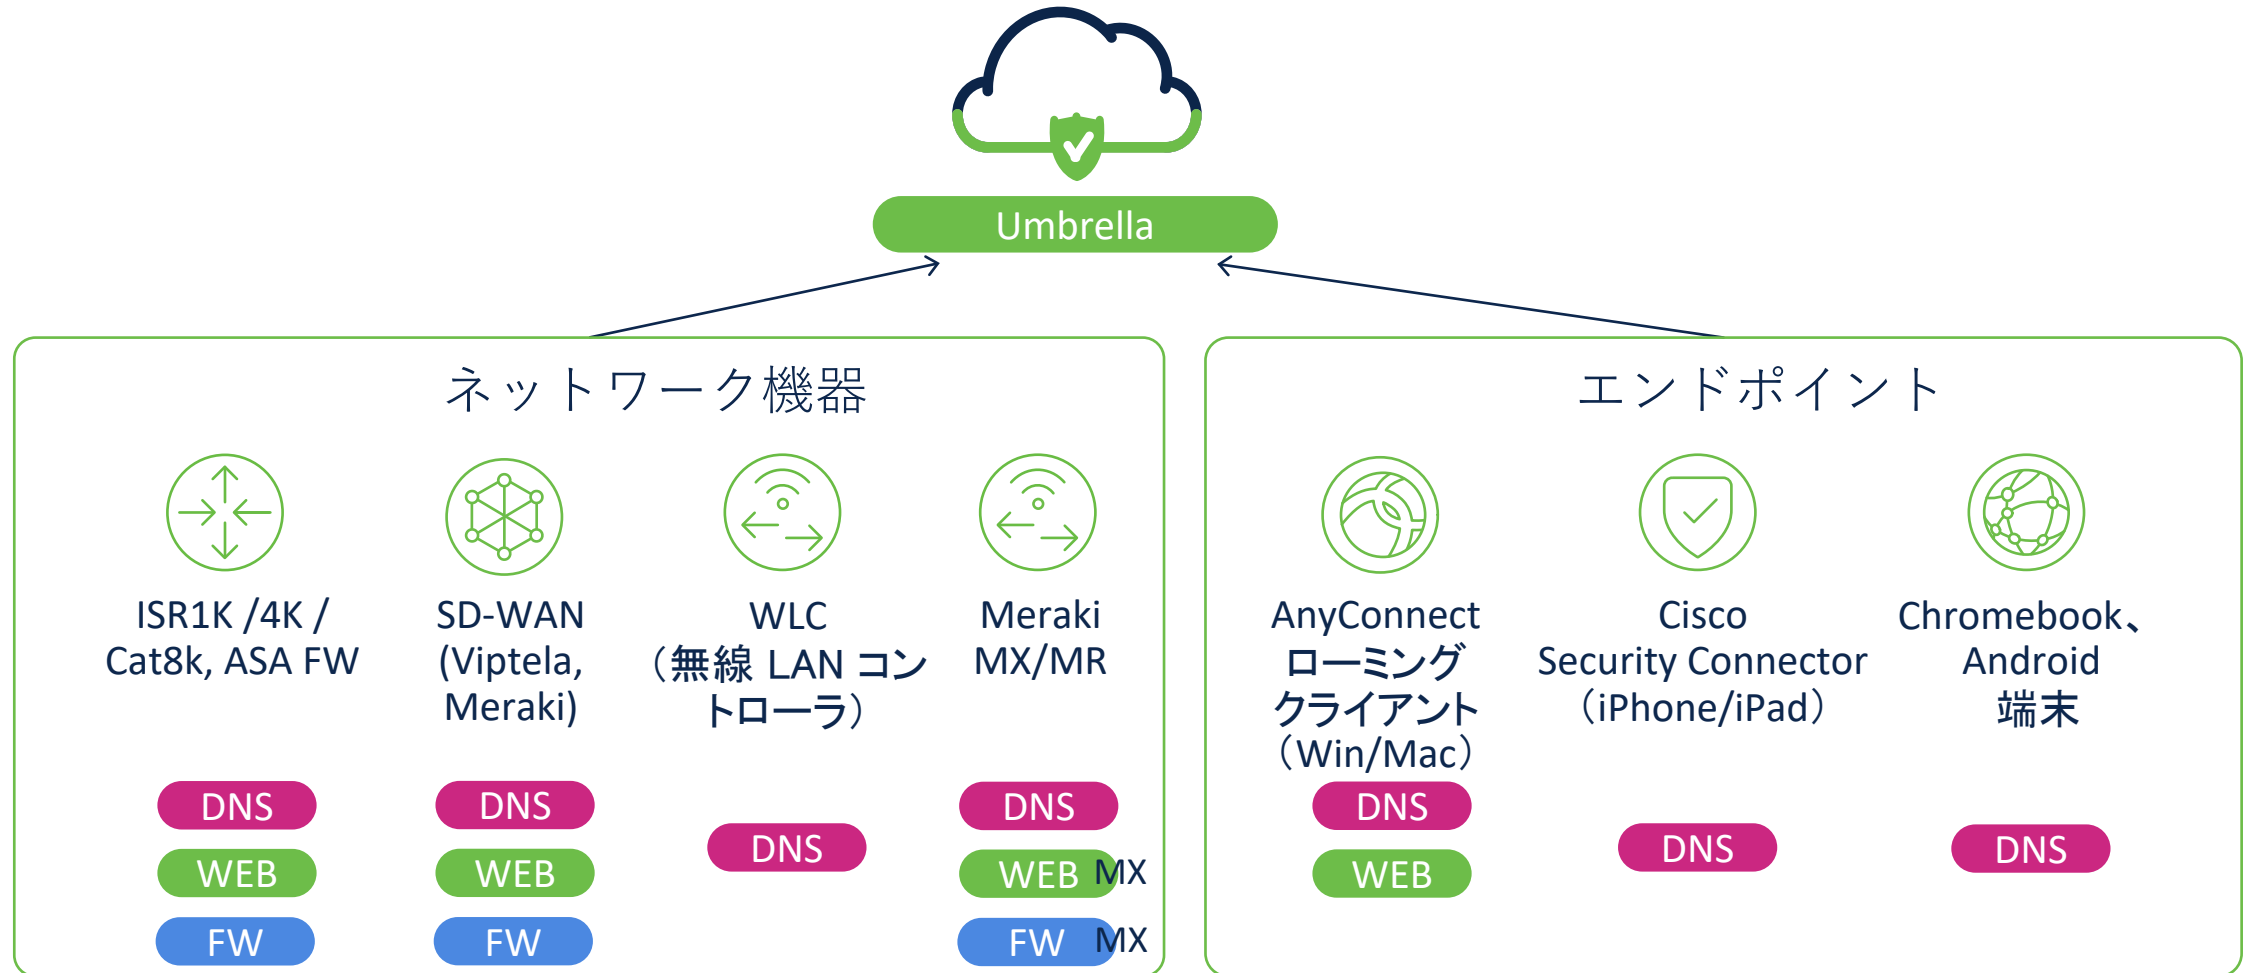 Umbrella
ネットワーク機器
ISR1K /4K /
Cat8k, ASA FW
DNS
WEB
FW
SD-WAN
(Viptela,
Meraki)
DNS
WEB
FW
WLC
（無線 LAN コン
トローラ）
DNS
Meraki
MX/MR
DNS
WEB MX
FW MX
エンドポイント
AnyConnect
ローミング
クライアント
（Win/Mac）
DNS
WEB
Cisco
Security Connector
（iPhone/iPad）
DNS
Chromebook、
Android
端末
DNS